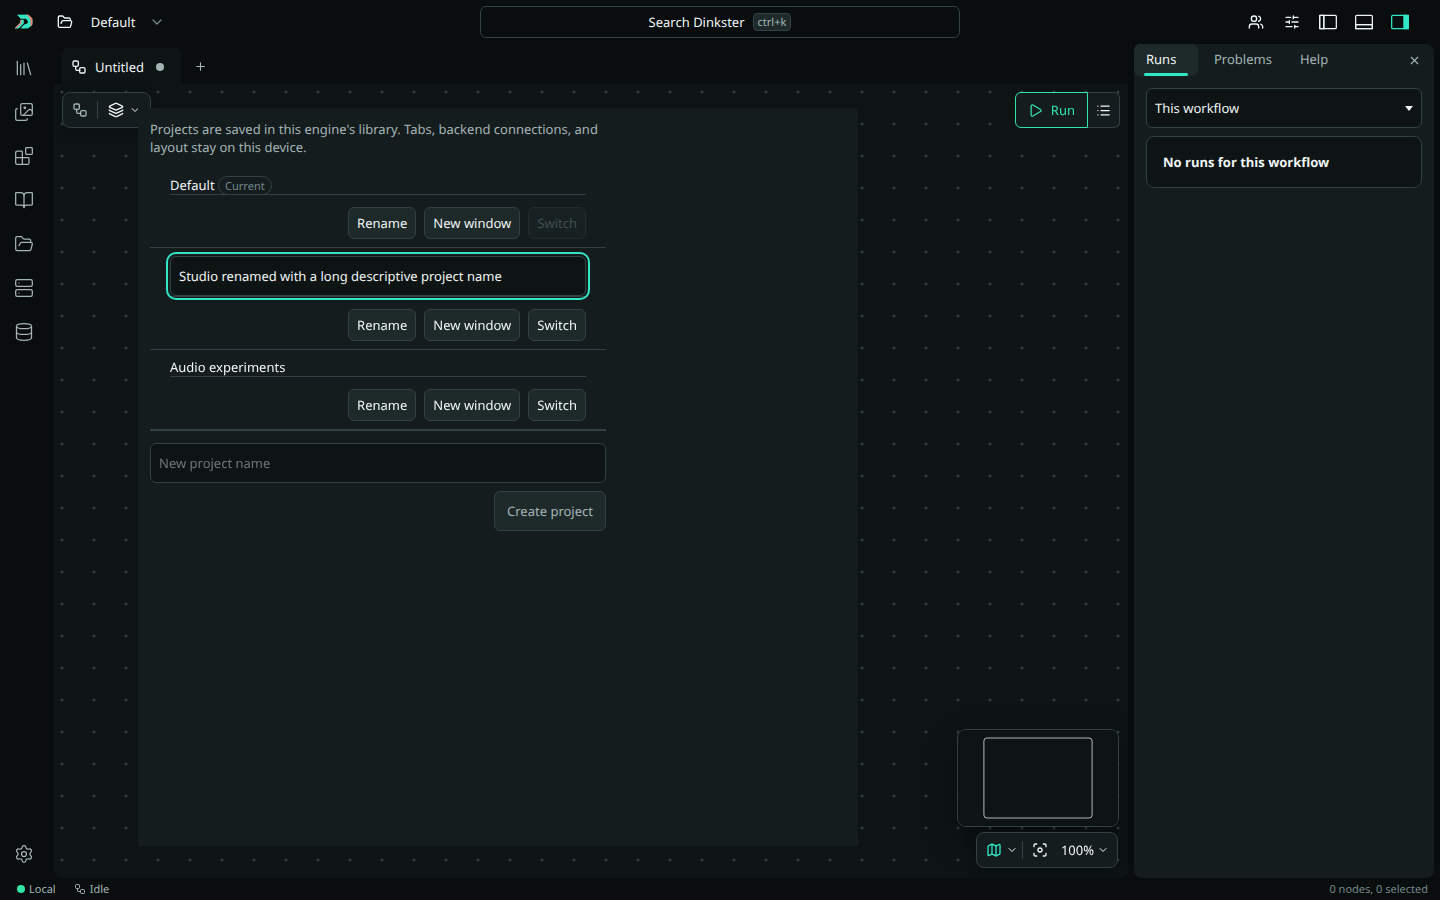 Default
Search Dinkster ctrl+k
Untitled
Runs Problems Help
Run
This workflow
No runs for this workflow
Projects are saved in this engine's library. Tabs, backend connections, and
layout stay on this device.
Default Current
Rename New window Switch
Studio renamed with a long descriptive project name
Rename New window Switch
Audio experiments
Rename New window Switch
New project name
Create project
100%
Local Idle
0 nodes, 0 selected